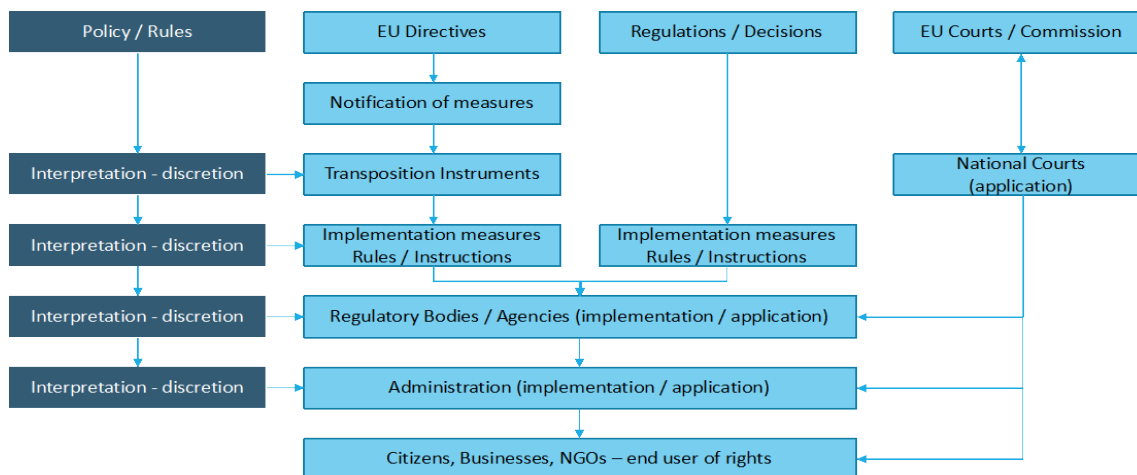 Policy / Rules
EU Directives
Regulations / Decisions
EU Courts / Commission
Notification of measures
Interpretation - discretion
Transposition Instruments
National Courts
(application)
Interpretation - discretion
Implementation measures
Rules / Instructions
Implementation measures
Rules / Instructions
Interpretation - discretion
Regulatory Bodies / Agencies (implementation / application)
Interpretation - discretion
Administration (implementation / application)
Citizens, Businesses, NGOs – end user of rights